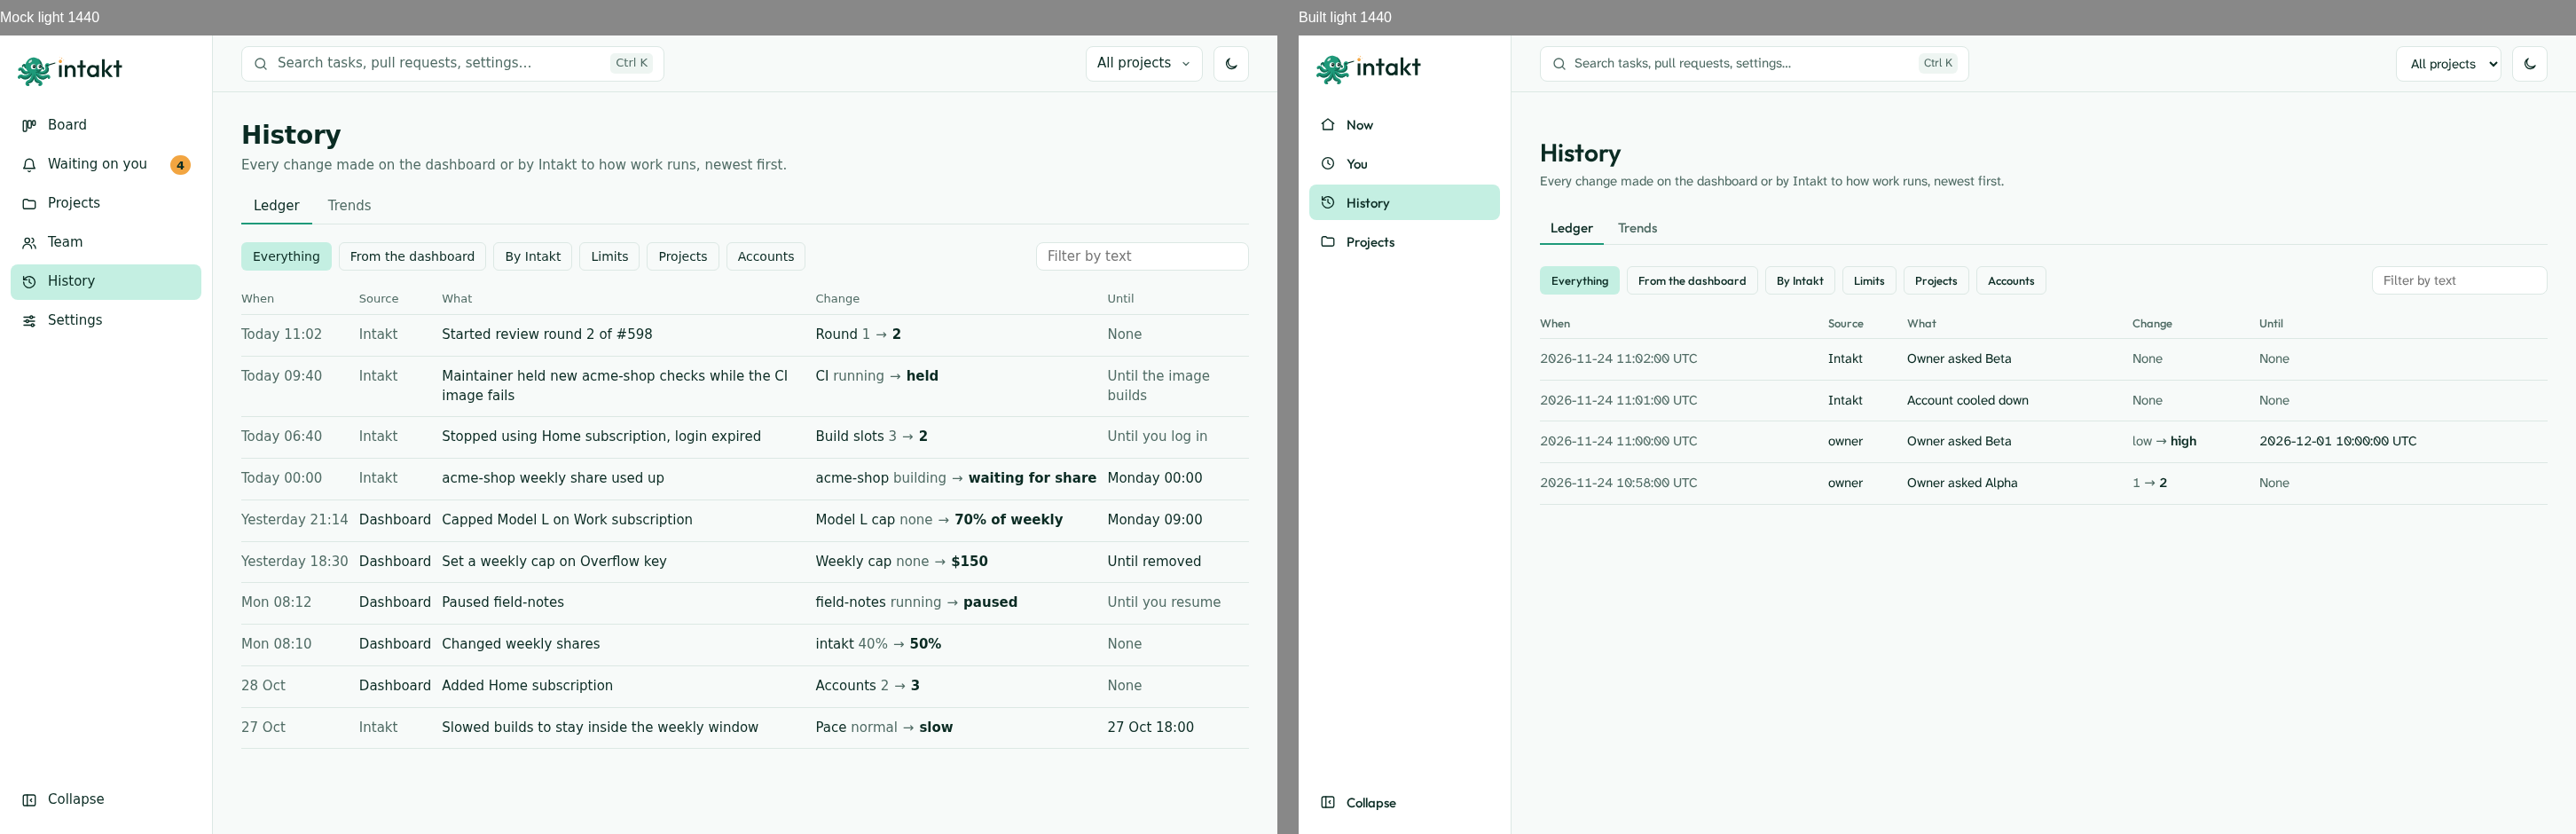 Mock light 1440
intakt
Search tasks, pull requests, settings...
Ctrl K
All projects
Board
Waiting on you 4
Projects
Team
History
Settings
Collapse
History
Every change made on the dashboard or by Intakt to how work runs, newest first.
Ledger Trends
Everything From the dashboard By Intakt Limits Projects Accounts Filter by text
When Source What Change Until
Today 11:02 Intakt Started review round 2 of #598 Round 1 → 2 None
Today 09:40 Intakt Maintainer held new acme-shop checks while the CI image fails CI running → held Until the image builds
Today 06:40 Intakt Stopped using Home subscription, login expired Build slots 3 → 2 Until you log in
Today 00:00 Intakt acme-shop weekly share used up acme-shop building → waiting for share Monday 00:00
Yesterday 21:14 Dashboard Capped Model L on Work subscription Model L cap none → 70% of weekly Monday 09:00
Yesterday 18:30 Dashboard Set a weekly cap on Overflow key Weekly cap none → $150 Until removed
Mon 08:12 Dashboard Paused field-notes field-notes running → paused Until you resume
Mon 08:10 Dashboard Changed weekly shares intakt 40% → 50% None
28 Oct Dashboard Added Home subscription Accounts 2 → 3 None
27 Oct Intakt Slowed builds to stay inside the weekly window Pace normal → slow 27 Oct 18:00
Built light 1440
intakt
Search tasks, pull requests, settings...
Ctrl K
All projects
Now
You
History
Projects
Collapse
History
Every change made on the dashboard or by Intakt to how work runs, newest first.
Ledger Trends
Everything From the dashboard By Intakt Limits Projects Accounts Filter by text
When Source What Change Until
2026-11-24 11:02:00 UTC Intakt Owner asked Beta None None
2026-11-24 11:01:00 UTC Intakt Account cooled down None None
2026-11-24 11:00:00 UTC owner Owner asked Beta low → high 2026-12-01 10:00:00 UTC
2026-11-24 10:58:00 UTC owner Owner asked Alpha 1 → 2 None